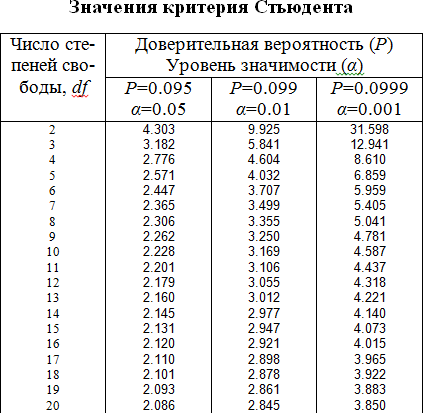 Значения критерия Стъюдента
Число сте-
пеней сво-
боды, df
Доверительная вероятность (P)
Уровень значимости (α)
P=0.095 P=0.099 P=0.0999
α=0.05 α=0.01 α=0.001
2 4.303 9.925 31.598
3 3.182 5.841 12.941
4 2.776 4.604 8.610
5 2.571 4.032 6.859
6 2.447 3.707 5.959
7 2.365 3.499 5.405
8 2.306 3.355 5.041
9 2.262 3.250 4.781
10 2.228 3.169 4.587
11 2.201 3.106 4.437
12 2.179 3.055 4.318
13 2.160 3.012 4.221
14 2.145 2.977 4.140
15 2.131 2.947 4.073
16 2.120 2.921 4.015
17 2.110 2.898 3.965
18 2.101 2.878 3.922
19 2.093 2.861 3.883
20 2.086 2.845 3.850